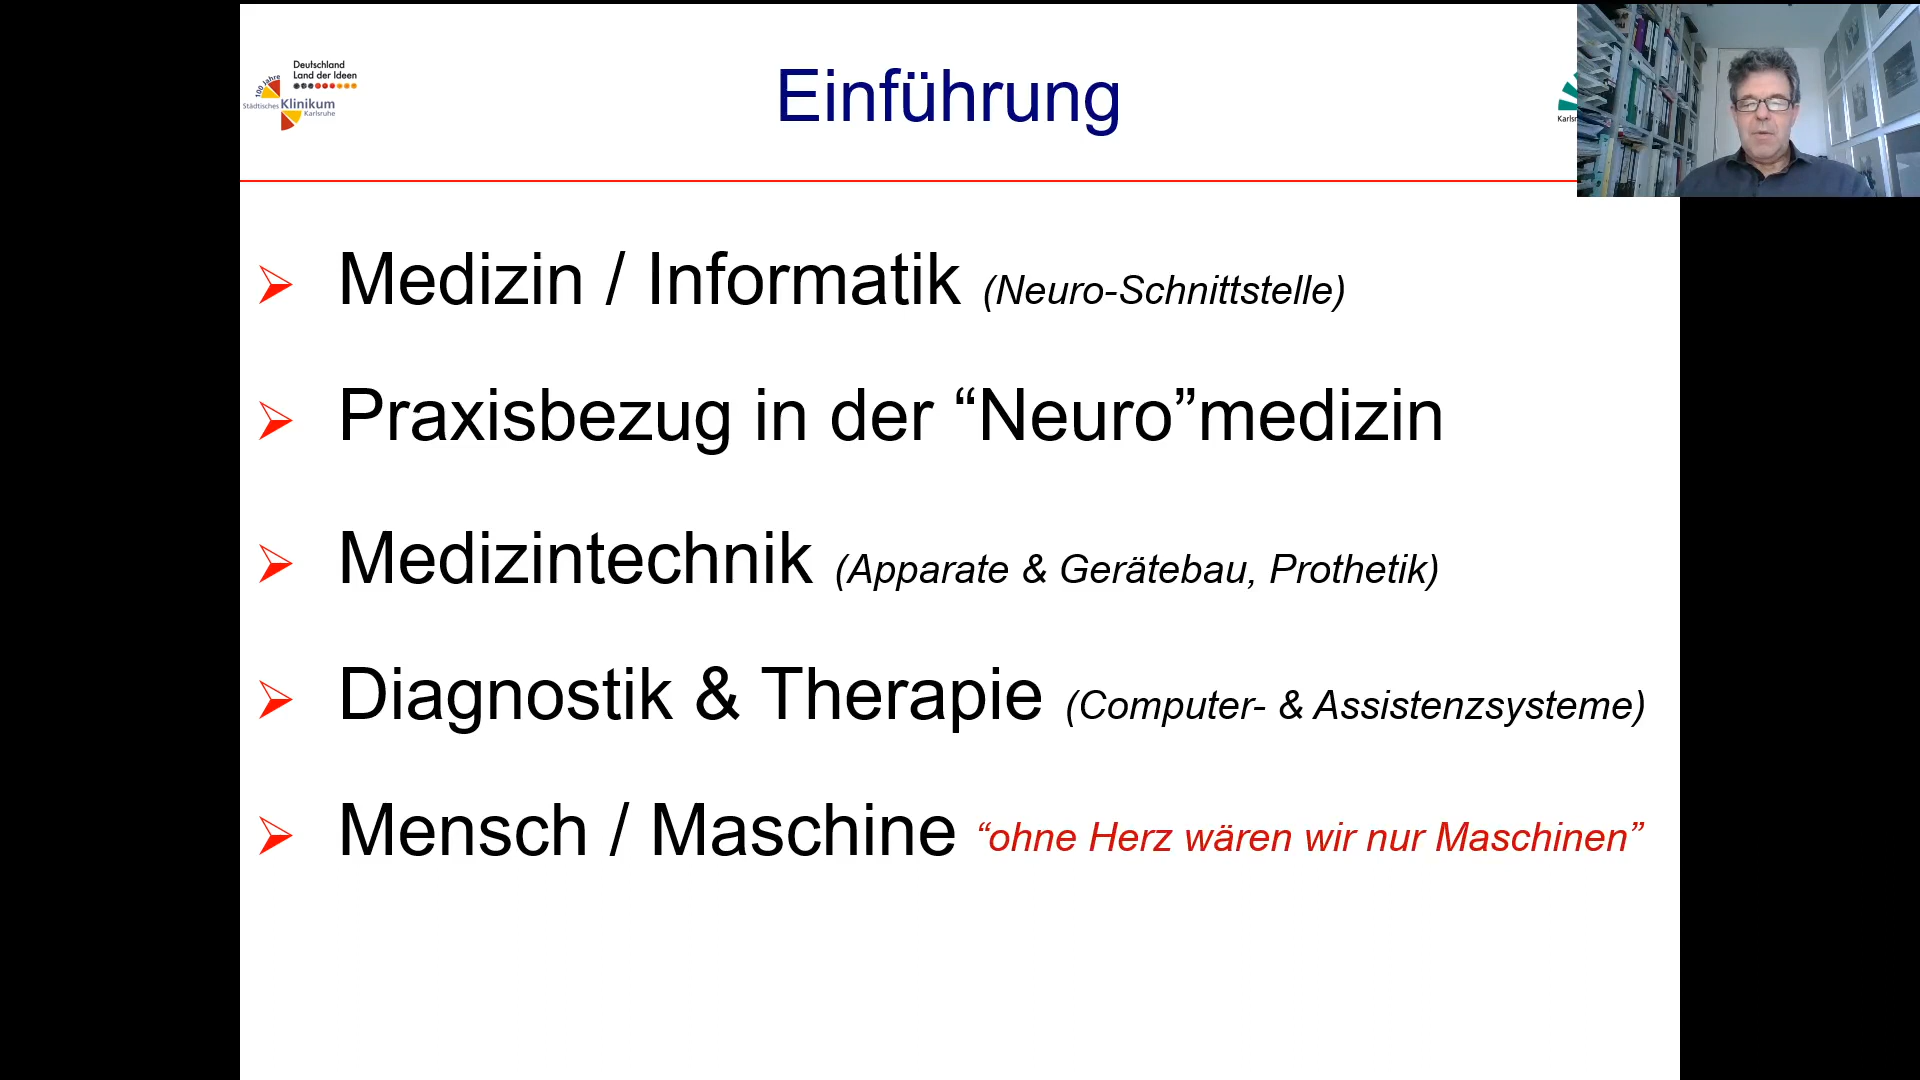 Deutschland
Land der Ideen
100 Jahre
Städtisches Klinikum
Karlsruhe
Einführung
Medizin / Informatik (Neuro-Schnittstelle)
Praxisbezug in der “Neuro”medizin
Medizintechnik (Apparate & Gerätebau, Prothetik)
Diagnostik & Therapie (Computer- & Assistenzsysteme)
Mensch / Maschine “ohne Herz wären wir nur Maschinen”